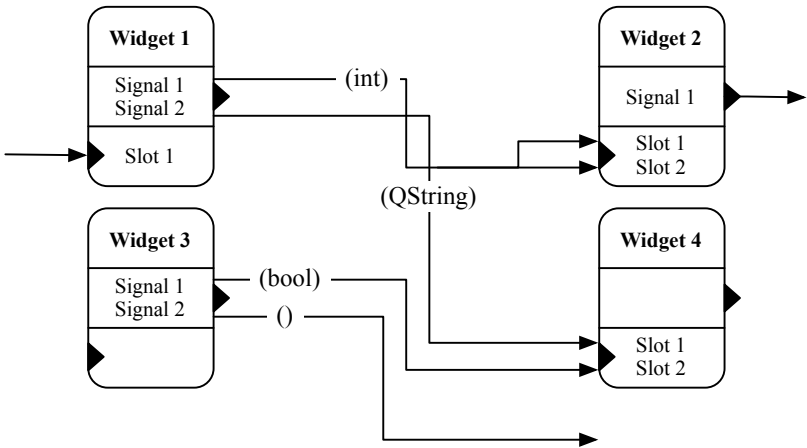 Widget 1
Signal 1
Signal 2
Slot 1
(int)
Widget 2
Signal 1
Slot 1
Slot 2
(QString)
Widget 3
Signal 1
Signal 2
(bool)
()
Widget 4
Slot 1
Slot 2